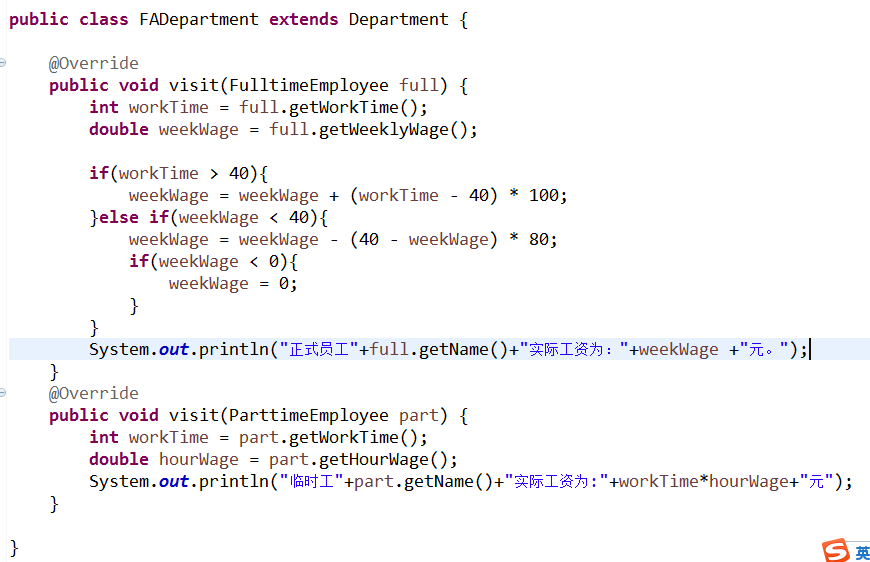 public class FADepartment extends Department {
@Override
public void visit(FulltimeEmployee full) {
int workTime = full.getWorkTime();
double weekWage = full.getWeeklyWage();
if(workTime > 40){
weekWage = weekWage + (workTime - 40) * 100;
}else if(weekWage < 40){
weekWage = weekWage - (40 - weekWage) * 80;
if(weekWage < 0){
weekWage = 0;
}
}
System.out.println("正式员工"+full.getName()+"实际工资为："+weekWage +"元。");
}
@Override
public void visit(ParttimeEmployee part) {
int workTime = part.getWorkTime();
double hourWage = part.getHourWage();
System.out.println("临时工"+part.getName()+"实际工资为:"+workTime*hourWage+"元");
}
}
S 英